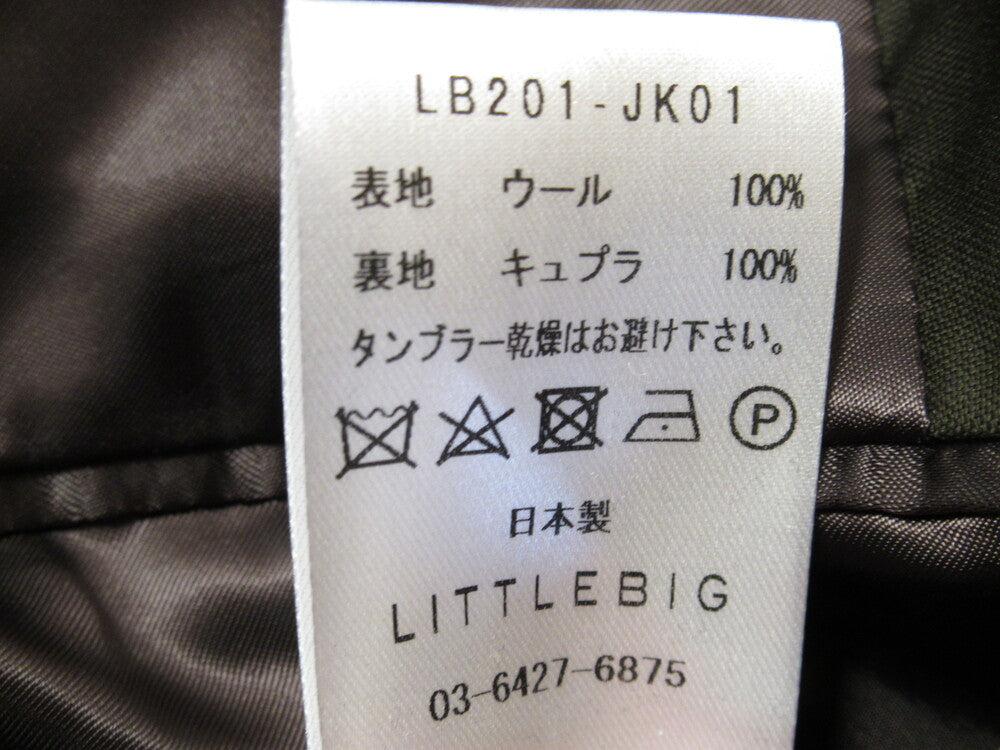 LB201-JK01
表地 ウール 100%
裏地 キュプラ 100%
タンブラー乾燥はお避け下さい。
P
日本製
LITTLEBIG
03-6427-6875